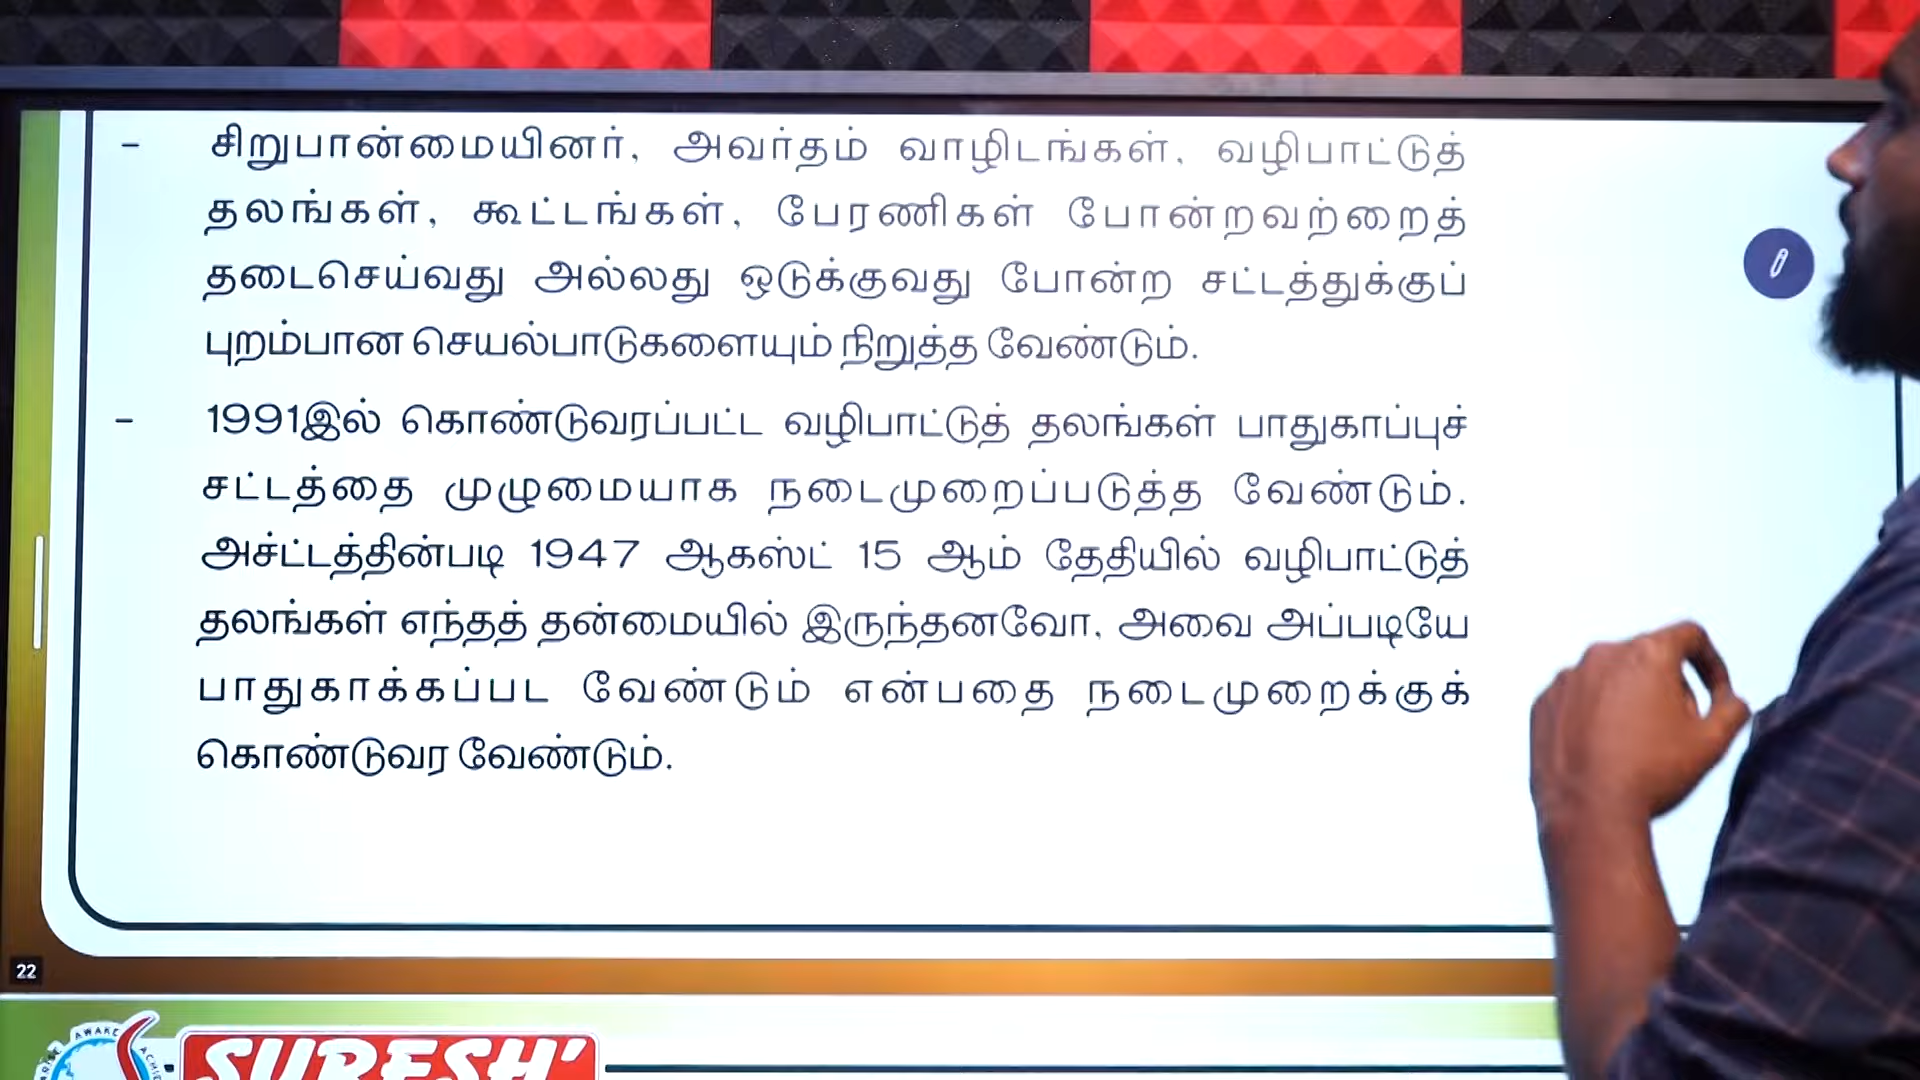 - சிறுபான்மையினர், அவர்தம் வாழிடங்கள், வழிபாட்டுத்
தலங்கள், கூட்டங்கள், பேரணிகள் போன்றவற்றைத்
தடைசெய்வது அல்லது ஒடுக்குவது போன்ற சட்டத்துக்குப்
புறம்பான செயல்பாடுகளையும் நிறுத்த வேண்டும்.
- 1991இல் கொண்டுவரப்பட்ட வழிபாட்டுத் தலங்கள் பாதுகாப்புச்
சட்டத்தை முழுமையாக நடைமுறைப்படுத்த வேண்டும்.
அச்ட்டத்தின்படி 1947 ஆகஸ்ட் 15 ஆம் தேதியில் வழிபாட்டுத்
தலங்கள் எந்தத் தன்மையில் இருந்தனவோ, அவை அப்படியே
பாதுகாக்கப்பட வேண்டும் என்பதை நடைமுறைக்குக்
கொண்டுவர வேண்டும்.
22
AWAKE
SURESH'